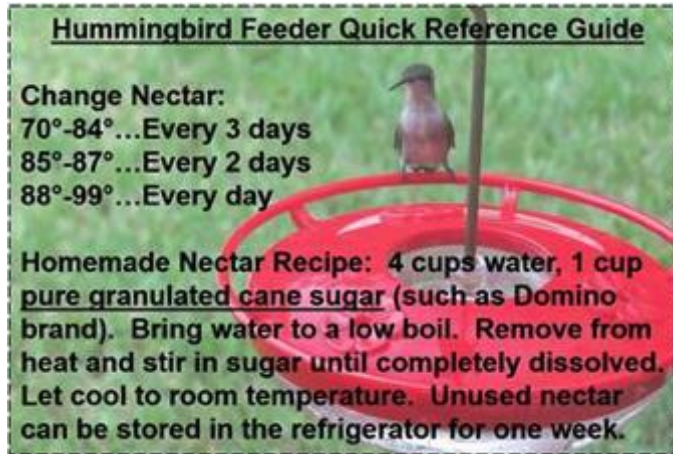 Hummingbird Feeder Quick Reference Guide
Change Nectar:
70°-84°...Every 3 days
85°-87°...Every 2 days
88°-99°...Every day
Homemade Nectar Recipe: 4 cups water, 1 cup
pure granulated cane sugar (such as Domino
brand). Bring water to a low boil. Remove from
heat and stir in sugar until completely dissolved.
Let cool to room temperature. Unused nectar
can be stored in the refrigerator for one week.